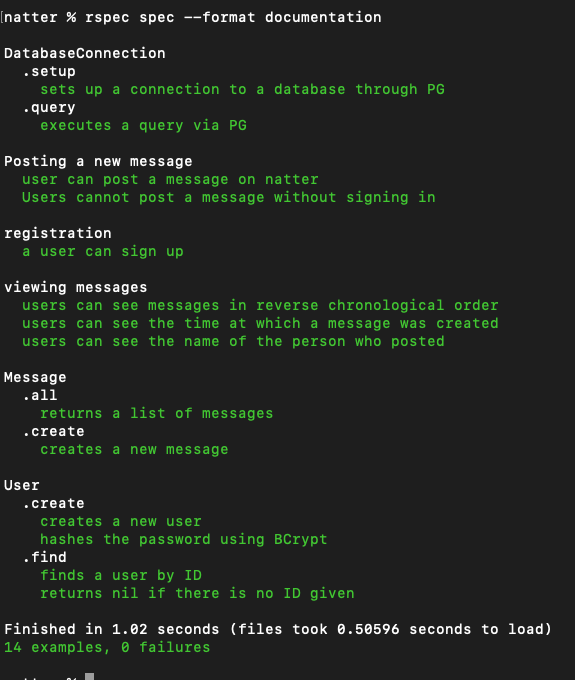 [natter % rspec spec --format documentation
DatabaseConnection
.setup
sets up a connection to a database through PG
.query
executes a query via PG
Posting a new message
user can post a message on natter
Users cannot post a message without signing in
registration
a user can sign up
viewing messages
users can see messages in reverse chronological order
users can see the time at which a message was created
users can see the name of the person who posted
Message
.all
returns a list of messages
.create
creates a new message
User
.create
creates a new user
hashes the password using BCrypt
.find
finds a user by ID
returns nil if there is no ID given
Finished in 1.02 seconds (files took 0.50596 seconds to load)
14 examples, 0 failures